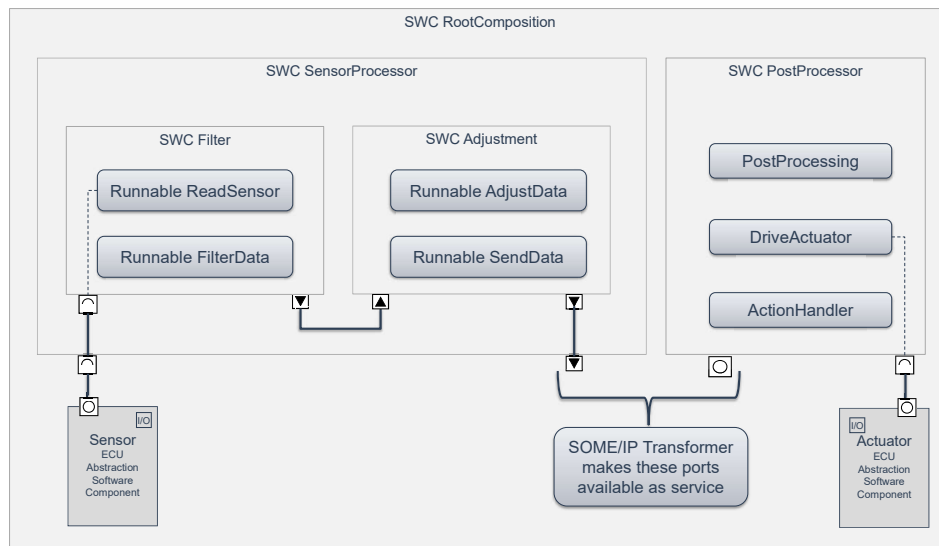 SWC RootComposition
SWC SensorProcessor
SWC Filter
Runnable ReadSensor
Runnable FilterData
SWC Adjustment
Runnable AdjustData
Runnable SendData
SWC PostProcessor
PostProcessing
DriveActuator
ActionHandler
I/O
Sensor
ECU
Abstraction
Software
Component
SOME/IP Transformer
makes these ports
available as service
I/O
Actuator
ECU
Abstraction
Software
Component